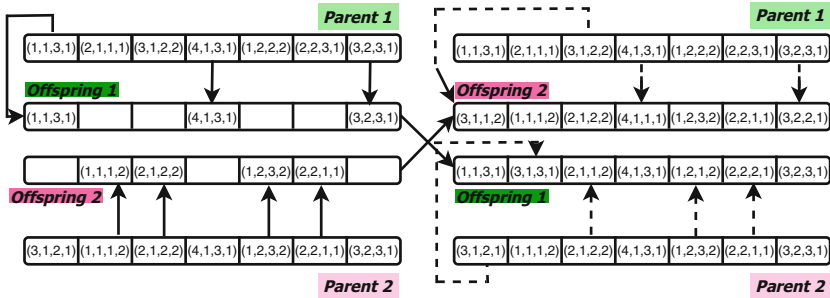 Parent 1
(1,1,3,1) (2,1,1,1) (3,1,2,2) (4,1,3,1) (1,2,2,2) (2,2,3,1) (3,2,3,1)
Offspring 1
(1,1,3,1) (4,1,3,1) (3,2,3,1)
(1,1,1,2) (2,1,2,2) (1,2,3,2) (2,2,1,1)
Offspring 2
(3,1,2,1) (1,1,1,2) (2,1,2,2) (4,1,3,1) (1,2,3,2) (2,2,1,1) (3,2,3,1)
Parent 2
Parent 1
(1,1,3,1) (2,1,1,1) (3,1,2,2) (4,1,3,1) (1,2,2,2) (2,2,3,1) (3,2,3,1)
Offspring 2
(3,1,1,2) (1,1,1,2) (2,1,2,2) (4,1,1,1) (1,2,3,2) (2,2,1,1) (3,2,2,1)
(1,1,3,1) (3,1,3,1) (2,1,1,2) (4,1,3,1) (1,2,1,2) (2,2,2,1) (3,2,3,1)
Offspring 1
(3,1,2,1) (1,1,1,2) (2,1,2,2) (4,1,3,1) (1,2,3,2) (2,2,1,1) (3,2,3,1)
Parent 2